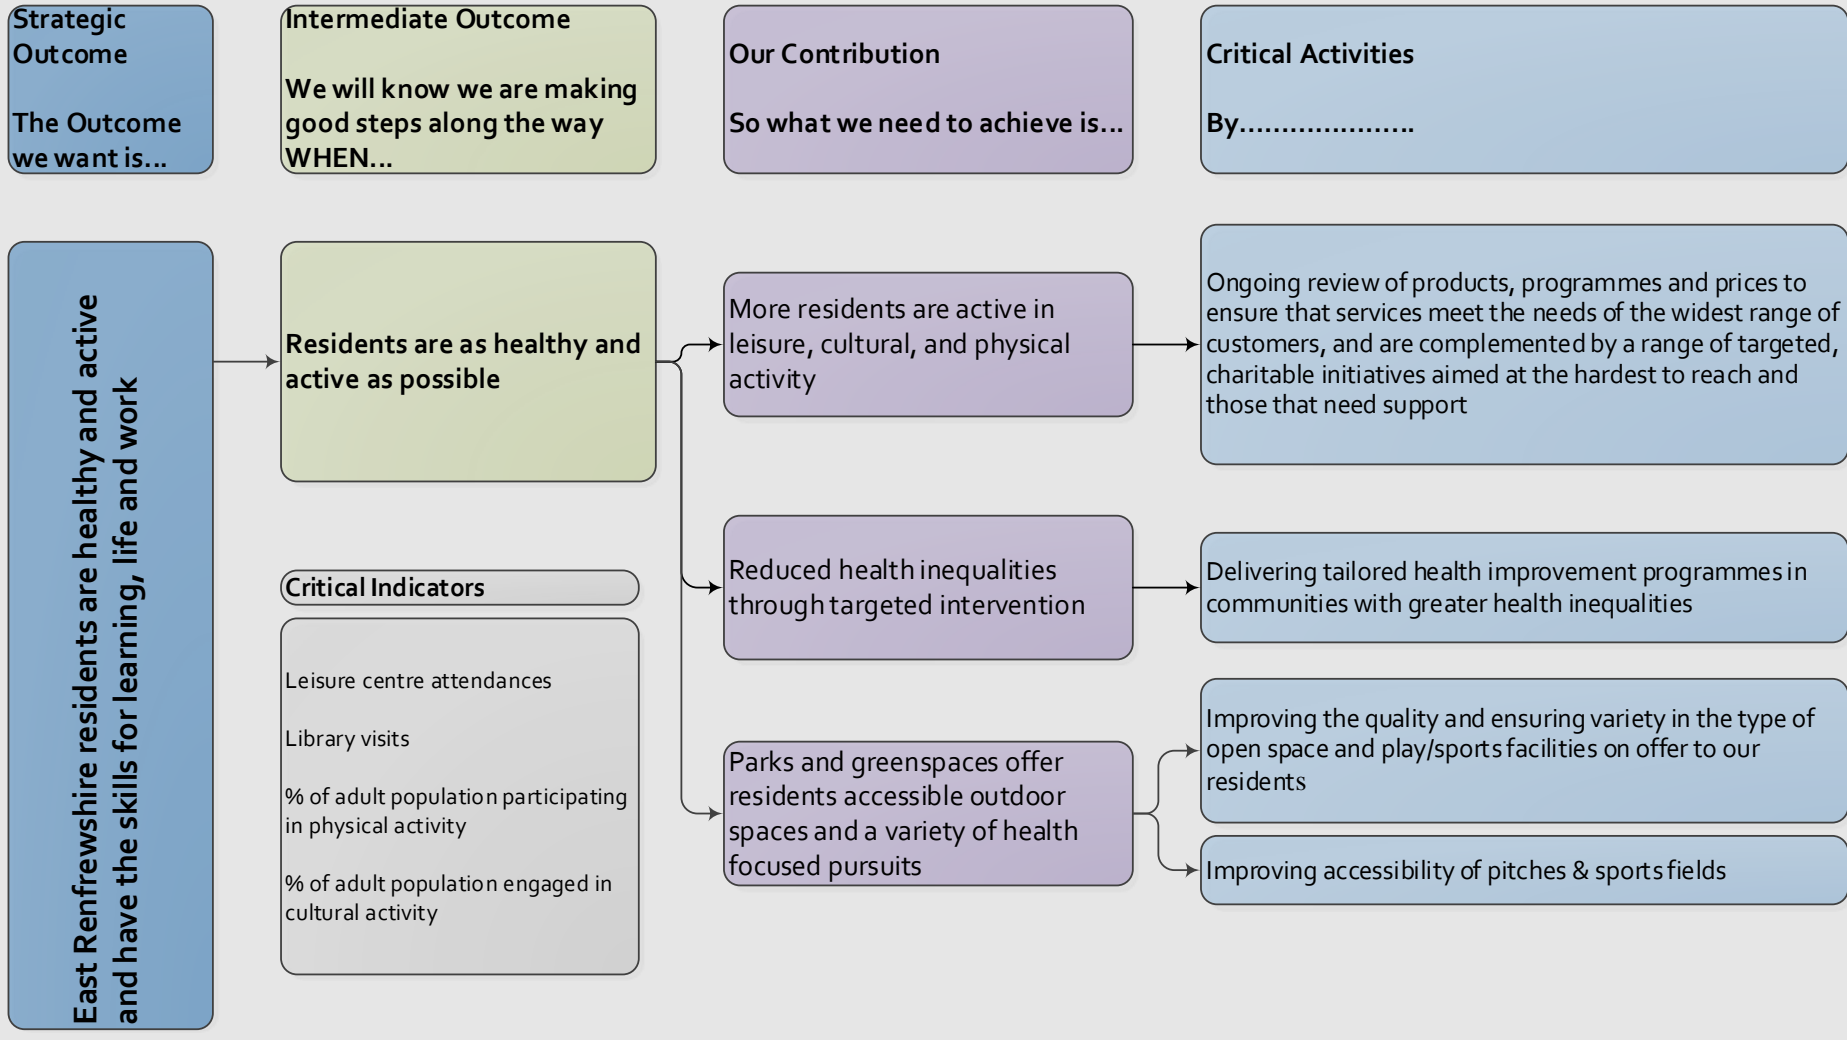 Strategic
Outcome
The Outcome
we want is...
Intermediate Outcome
We will know we are making
good steps along the way
WHEN...
Our Contribution
So what we need to achieve is...
Critical Activities
By.....................
East Renfrewshire residents are healthy and active
and have the skills for learning, life and work
Residents are as healthy and
active as possible
Critical Indicators
Leisure centre attendances
Library visits
% of adult population participating
in physical activity
% of adult population engaged in
cultural activity
More residents are active in
leisure, cultural, and physical
activity
Reduced health inequalities
through targeted intervention
Parks and greenspaces offer
residents accessible outdoor
spaces and a variety of health
focused pursuits
Ongoing review of products, programmes and prices to
ensure that services meet the needs of the widest range of
customers, and are complemented by a range of targeted,
charitable initiatives aimed at the hardest to reach and
those that need support
Delivering tailored health improvement programmes in
communities with greater health inequalities
Improving the quality and ensuring variety in the type of
open space and play/sports facilities on offer to our
residents
Improving accessibility of pitches & sports fields